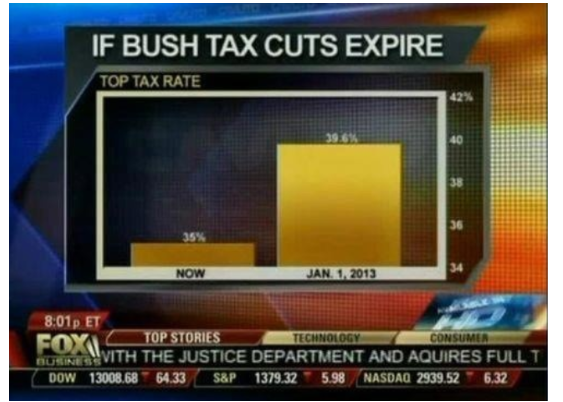 IF BUSH TAX CUTS EXPIRE
TOP TAX RATE
42%
40
38
36
34
39.6%
35%
NOW
JAN. 1, 2013
8:01p ET
HD
FOX
BUSINESS
TOP STORIES
TECHNOLOGY
CONSUMER
WITH THE JUSTICE DEPARTMENT AND AQUIRES FULL T
DOW 13008.68 ▼ 64.33 S&P 1379.32 ▼ 5.98 NASDAQ 2939.52 ▼ 6.32